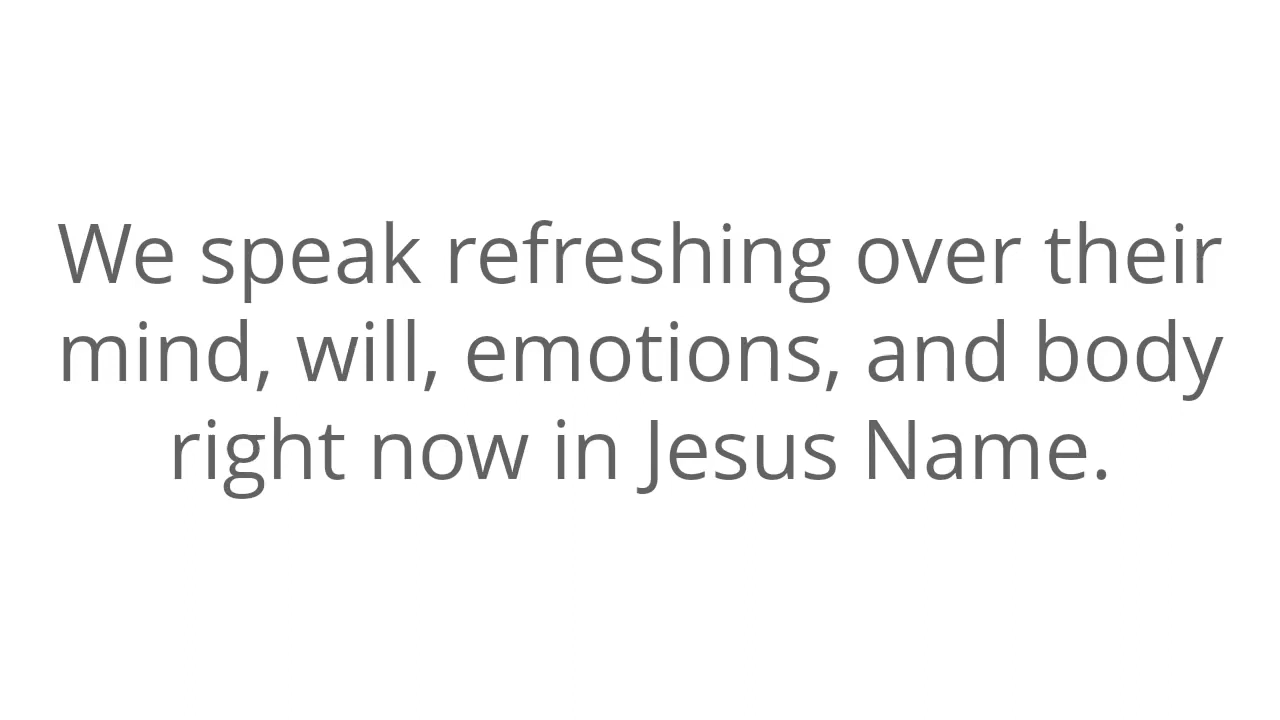 We speak refreshing over their
mind, will, emotions, and body
right now in Jesus Name.